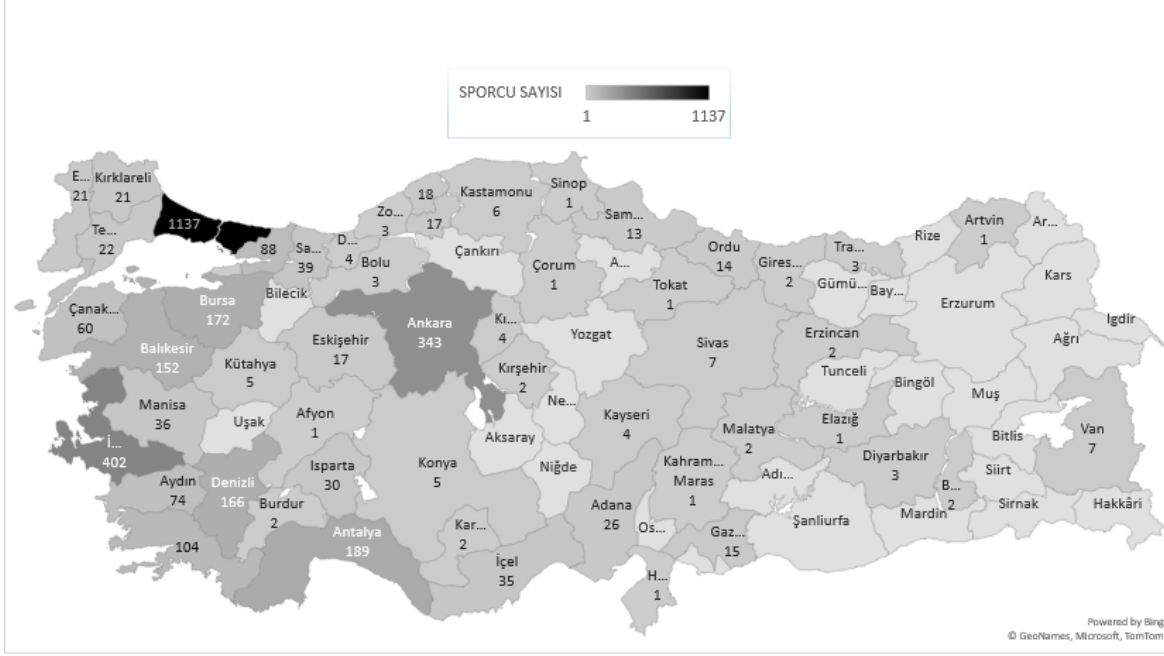 SPORCU SAYISI
1
1137
E...
21
Kırklareli
21
Te...
22
1137
88
Sa...
39
D...
4
Bolu
3
Zo...
3
18
17
Kastamonu
6
Sinop
1
Sam...
13
Çankırı
Çorum
1
A...
Ordu
14
Tokat
1
Gires...
2
Tra...
3
Gümü...
Bay...
Rize
Artvin
1
Ar...
Kars
Erzurum
Igdir
Ağrı
Çanak...
60
Bursa
172
Bilecik
Balıkesir
152
Kütahya
5
Eskişehir
17
Ankara
343
Kı...
4
Kırşehir
2
Yozgat
Sivas
7
Erzincan
2
Tunceli
Bingöl
Muş
Manisa
36
Uşak
Afyon
1
Ne...
Aksaray
Kayseri
4
Malatya
2
Elazığ
1
Bitlis
Van
7
İ...
402
Aydın
74
Denizli
166
Burdur
2
Isparta
30
Konya
5
Niğde
Kahram...
Maras
1
Adı...
Diyarbakır
3
B...
2
Siirt
Sirnak
Hakkâri
Mardin
Şanliurfa
104
Antalya
189
Kar...
2
İçel
35
Adana
26
Os...
Gaz...
15
H...
1
Powered by Bing
© GeoNames, Microsoft, TomTom